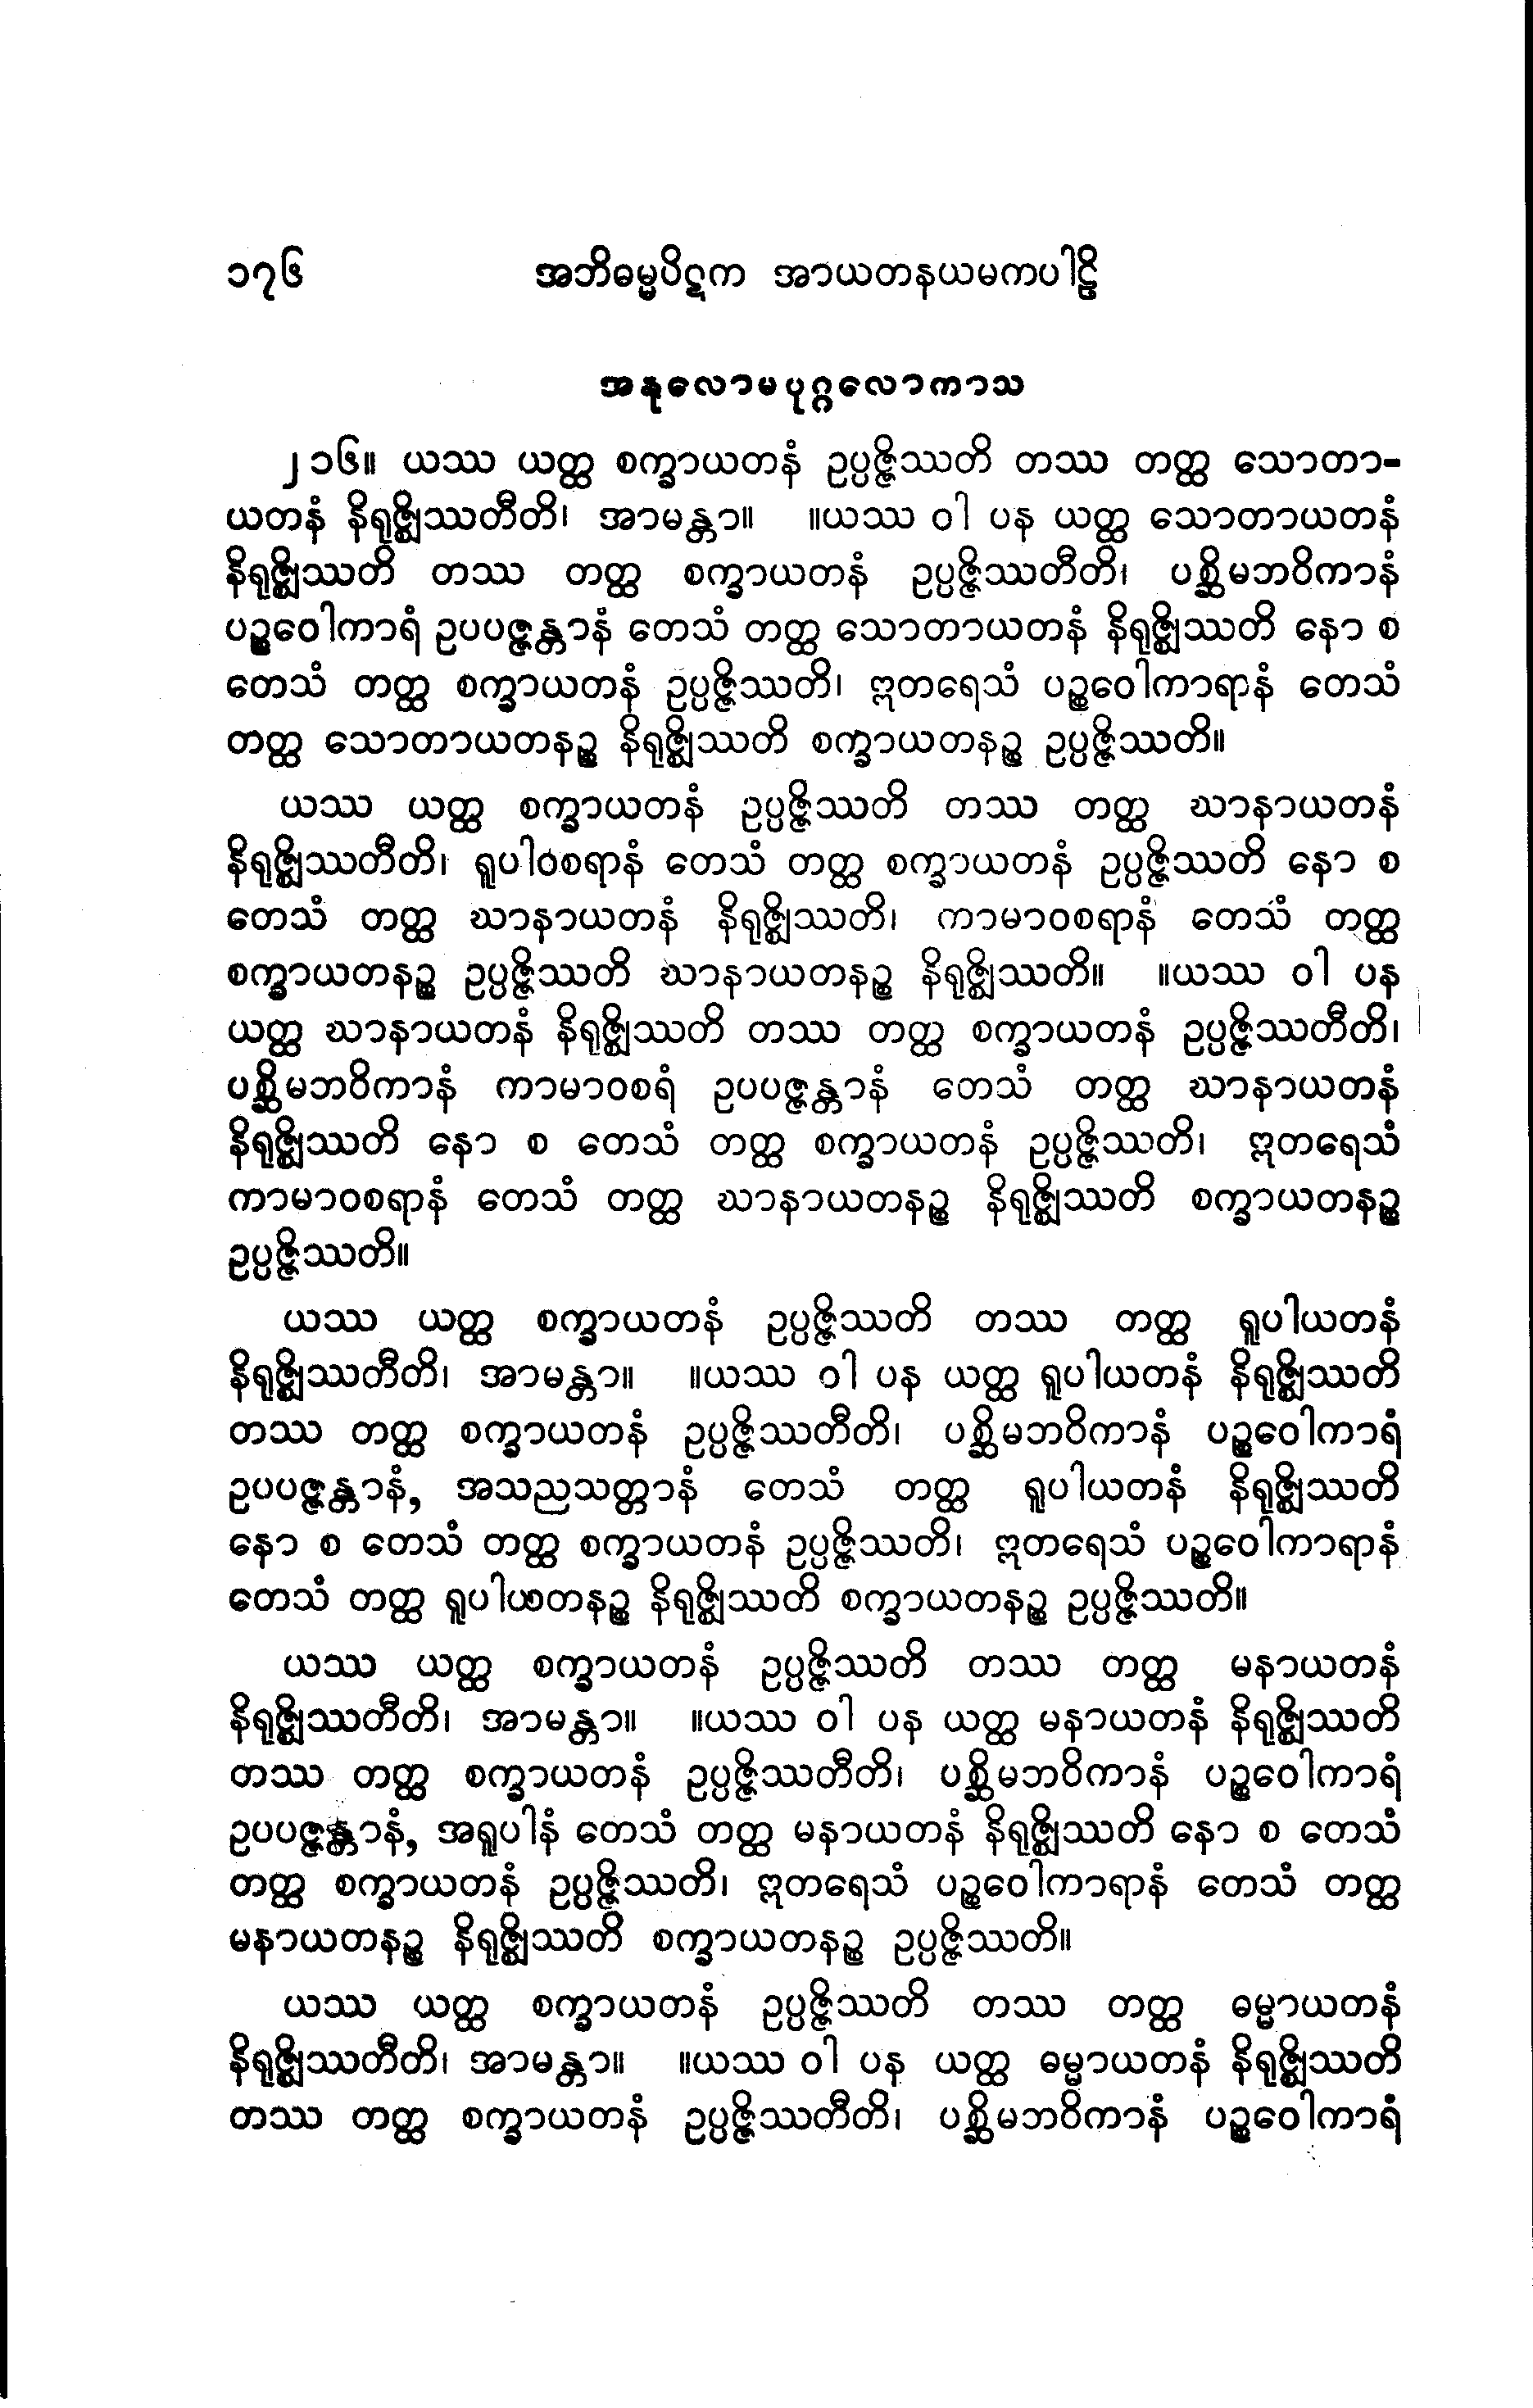 ၁၇၆ အဘိဓမ္မပိဋက အာယတနယမကပါဠိ
အနုလောမပုဂ္ဂလောကာသ
၂၁၆။ ယဿ ယတ္ထ စက္ခာယတနံ ဥပ္ပဇ္ဇိဿတိ တဿ တတ္ထ သောတာ-
ယတနံ နိရုဇ္ဈိဿတီတိ၊ အာမန္တာ။ ။ယဿ ဝါ ပန ယတ္ထ သောတာယတနံ
နိရုဇ္ဈိဿတိ တဿ တတ္ထ စက္ခာယတနံ ဥပ္ပဇ္ဇိဿတီတိ၊ ပစ္ဆိမဘဝိကာနံ
ပဉ္စဝေါကာရံ ဥပပဇ္ဇန္တာနံ တေသံ တတ္ထ သောတာယတနံ နိရုဇ္ဈိဿတိ နော စ
တေသံ တတ္ထ စက္ခာယတနံ ဥပ္ပဇ္ဇိဿတိ၊ ဣတရေသံ ပဉ္စဝေါကာရာနံ တေသံ
တတ္ထ သောတာယတနဉ္စ နိရုဇ္ဈိဿတိ စက္ခာယတနဉ္စ ဥပ္ပဇ္ဇိဿတိ။
ယဿ ယတ္ထ စက္ခာယတနံ ဥပ္ပဇ္ဇိဿတိ တဿ တတ္ထ ဃာနာယတနံ
နိရုဇ္ဈိဿတီတိ၊ ရူပါဝစရာနံ တေသံ တတ္ထ စက္ခာယတနံ ဥပ္ပဇ္ဇိဿတိ နော စ
တေသံ တတ္ထ ဃာနာယတနံ နိရုဇ္ဈိဿတိ၊ ကာမာဝစရာနံ တေသံ တတ္ထ
စက္ခာယတနဉ္စ ဥပ္ပဇ္ဇိဿတိ ဃာနာယတနဉ္စ နိရုဇ္ဈိဿတိ။ ။ယဿ ဝါ ပန
ယတ္ထ ဃာနာယတနံ နိရုဇ္ဈိဿတိ တဿ တတ္ထ စက္ခာယတနံ ဥပ္ပဇ္ဇိဿတီတိ၊
ပစ္ဆိမဘဝိကာနံ ကာမာဝစရံ ဥပပဇ္ဇန္တာနံ တေသံ တတ္ထ ဃာနာယတနံ
နိရုဇ္ဈိဿတိ နော စ တေသံ တတ္ထ စက္ခာယတနံ ဥပ္ပဇ္ဇိဿတိ၊ ဣတရေသံ
ကာမာဝစရာနံ တေသံ တတ္ထ ဃာနာယတနဉ္စ နိရုဇ္ဈိဿတိ စက္ခာယတနဉ္စ
ဥပ္ပဇ္ဇိဿတိ။
ယဿ ယတ္ထ စက္ခာယတနံ ဥပ္ပဇ္ဇိဿတိ တဿ တတ္ထ ရူပါယတနံ
နိရုဇ္ဈိဿတီတိ၊ အာမန္တာ။ ။ယဿ ဝါ ပန ယတ္ထ ရူပါယတနံ နိရုဇ္ဈိဿတိ
တဿ တတ္ထ စက္ခာယတနံ ဥပ္ပဇ္ဇိဿတီတိ၊ ပစ္ဆိမဘဝိကာနံ ပဉ္စဝေါကာရံ
ဥပပဇ္ဇန္တာနံ, အသညသတ္တာနံ တေသံ တတ္ထ ရူပါယတနံ နိရုဇ္ဈိဿတိ
နော စ တေသံ တတ္ထ စက္ခာယတနံ ဥပ္ပဇ္ဇိဿတိ၊ ဣတရေသံ ပဉ္စဝေါကာရာနံ
တေသံ တတ္ထ ရူပါယတနဉ္စ နိရုဇ္ဈိဿတိ စက္ခာယတနဉ္စ ဥပ္ပဇ္ဇိဿတိ။
ယဿ ယတ္ထ စက္ခာယတနံ ဥပ္ပဇ္ဇိဿတိ တဿ တတ္ထ မနာယတနံ
နိရုဇ္ဈိဿတီတိ၊ အာမန္တာ။ ။ယဿ ဝါ ပန ယတ္ထ မနာယတနံ နိရုဇ္ဈိဿတိ
တဿ တတ္ထ စက္ခာယတနံ ဥပ္ပဇ္ဇိဿတီတိ၊ ပစ္ဆိမဘဝိကာနံ ပဉ္စဝေါကာရံ
ဥပပဇ္ဇန္တာနံ, အရူပါနံ တေသံ တတ္ထ မနာယတနံ နိရုဇ္ဈိဿတိ နော စ တေသံ
တတ္ထ စက္ခာယတနံ ဥပ္ပဇ္ဇိဿတိ၊ ဣတရေသံ ပဉ္စဝေါကာရာနံ တေသံ တတ္ထ
မနာယတနဉ္စ နိရုဇ္ဈိဿတိ စက္ခာယတနဉ္စ ဥပ္ပဇ္ဇိဿတိ။
ယဿ ယတ္ထ စက္ခာယတနံ ဥပ္ပဇ္ဇိဿတိ တဿ တတ္ထ ဓမ္မာယတနံ
နိရုဇ္ဈိဿတီတိ၊ အာမန္တာ။ ။ယဿ ဝါ ပန ယတ္ထ ဓမ္မာယတနံ နိရုဇ္ဈိဿတိ
တဿ တတ္ထ စက္ခာယတနံ ဥပ္ပဇ္ဇိဿတီတိ၊ ပစ္ဆိမဘဝိကာနံ ပဉ္စဝေါကာရံ